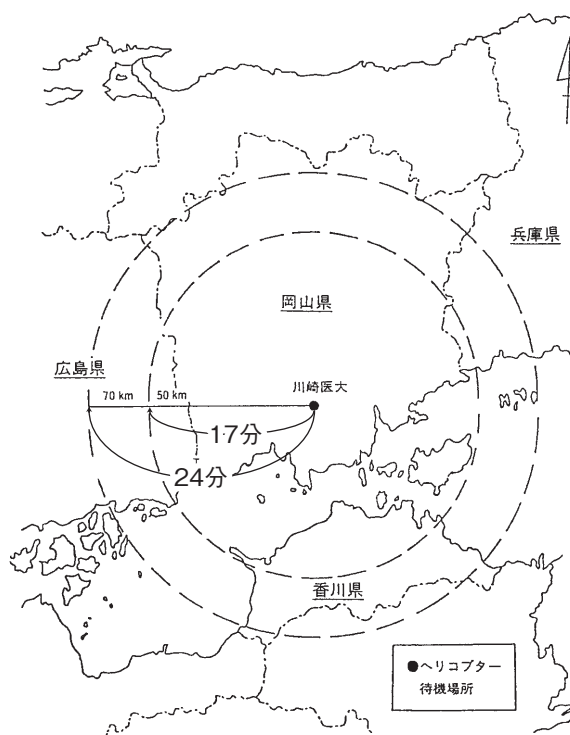 兵庫県
岡山県
広島県
川崎医大
70 km
50 km
17分
24分
香川県
●ヘリコプター
待機場所